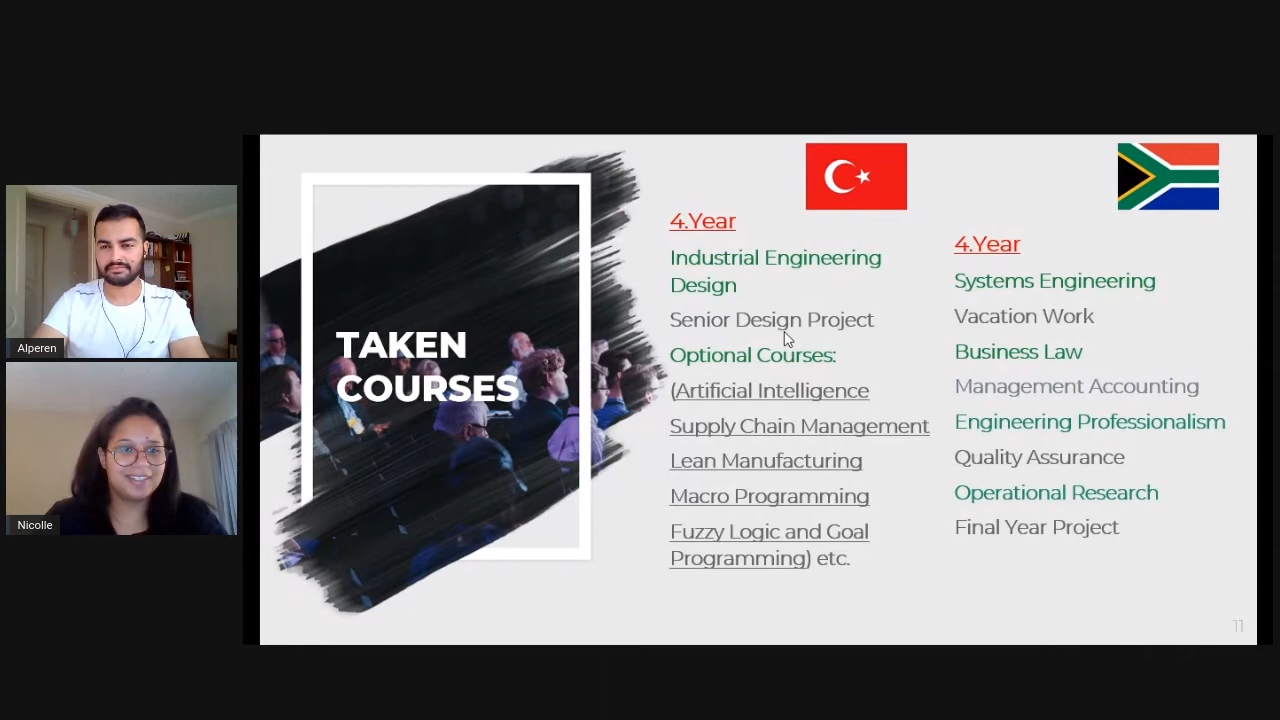 Alperen
Nicolle
TAKEN
COURSES
4.Year
Industrial Engineering
Design
Senior Design Project
Optional Courses:
(Artificial Intelligence
Supply Chain Management
Lean Manufacturing
Macro Programming
Fuzzy Logic and Goal
Programming) etc.
4.Year
Systems Engineering
Vacation Work
Business Law
Management Accounting
Engineering Professionalism
Quality Assurance
Operational Research
Final Year Project
11